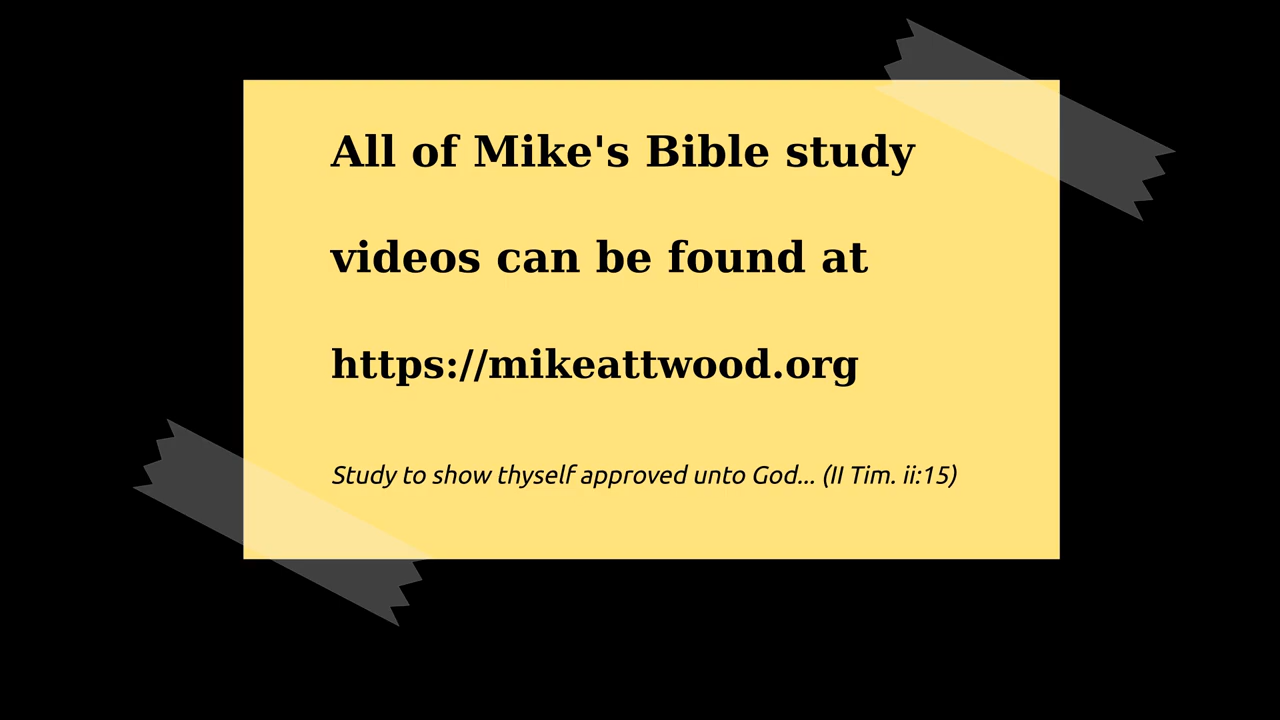 All of Mike's Bible study
videos can be found at
https://mikeattwood.org
Study to show thyself approved unto God... (II Tim. ii:15)